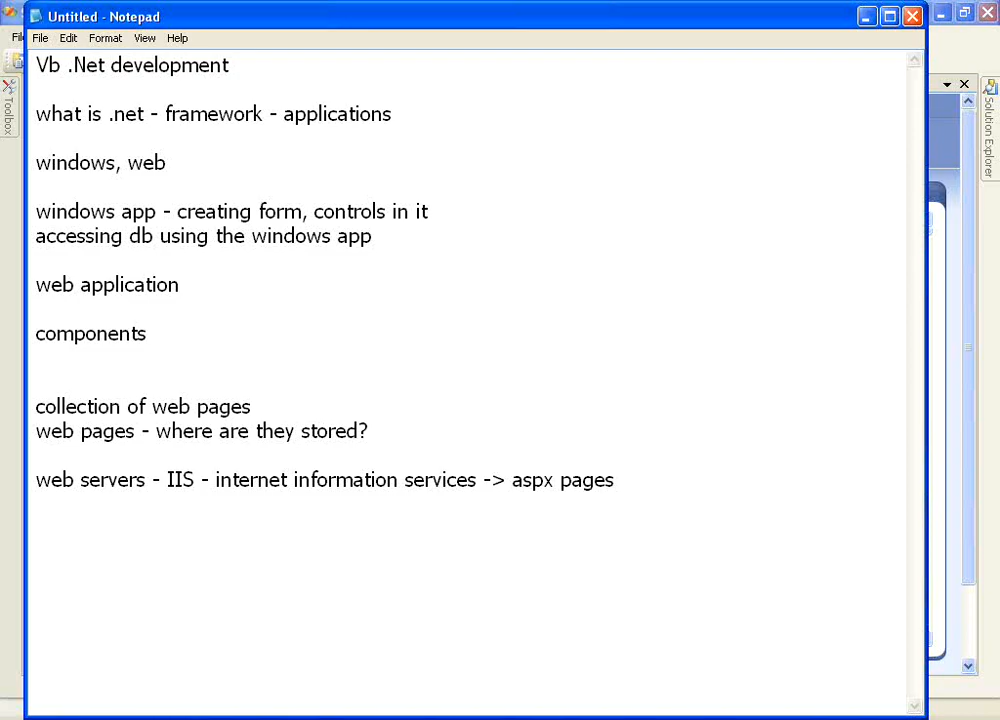 Untitled - Notepad
File Edit Format View Help
Vb .Net development
what is .net - framework - applications
windows, web
windows app - creating form, controls in it
accessing db using the windows app
web application
components
collection of web pages
web pages - where are they stored?
web servers - IIS - internet information services -> aspx pages
Toolbox
Solution Explorer